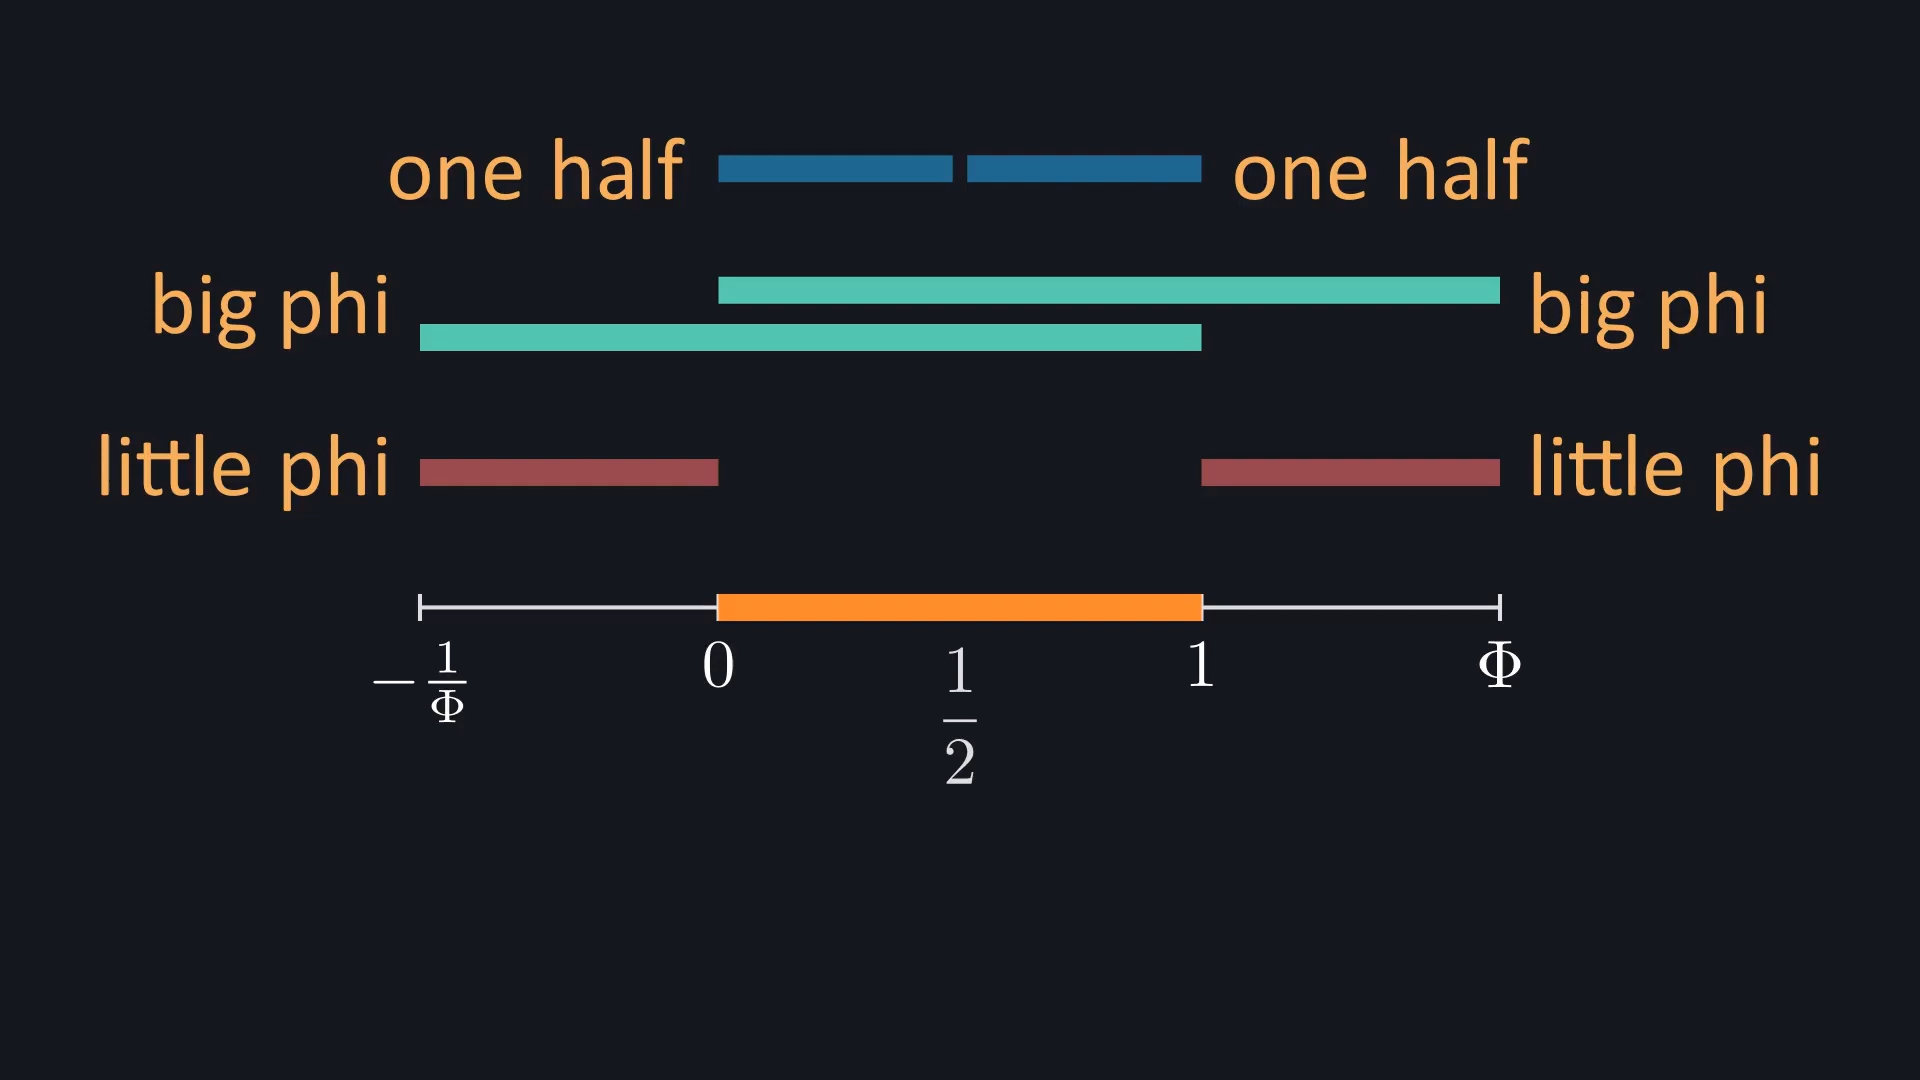 one half one half
big phi big phi
little phi little phi
-1/Φ 0 1/2 1 Φ